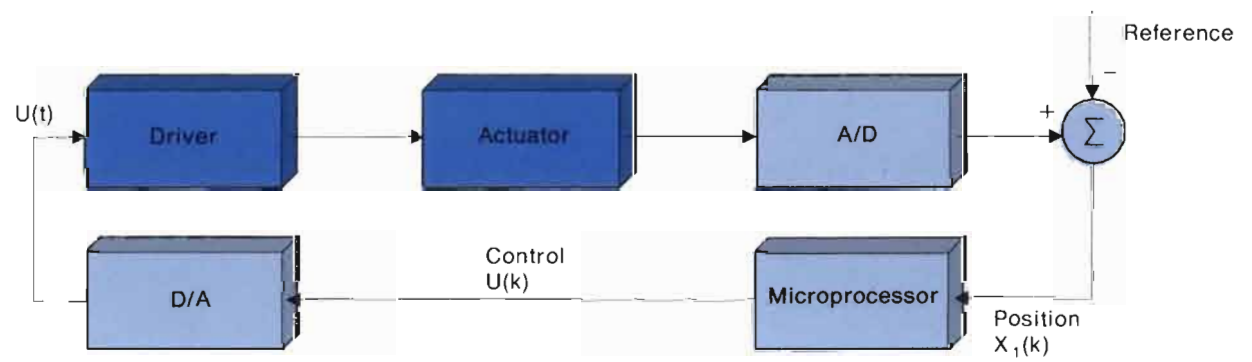 Reference
−
U(t)
Driver
Actuator
A/D
+
Σ
D/A
Control
U(k)
Microprocessor
Position
X₁(k)